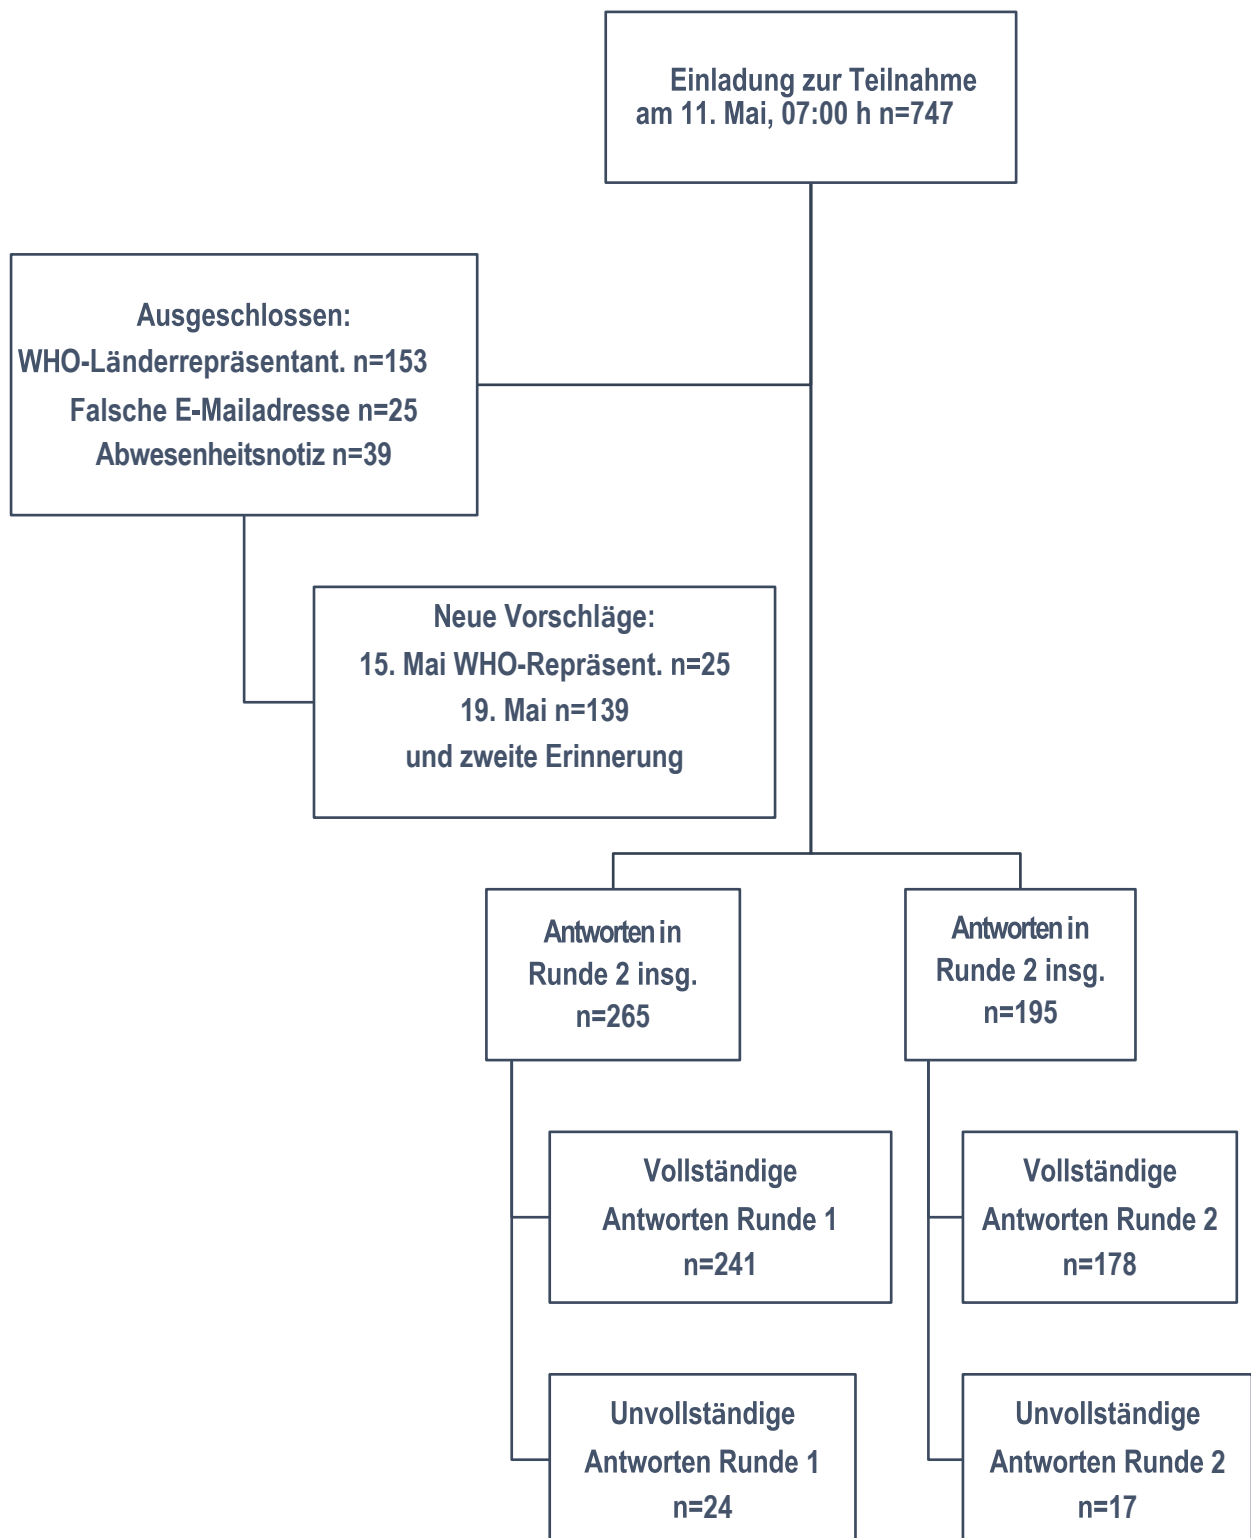 Einladung zur Teilnahme
am 11. Mai, 07:00 h n=747
Ausgeschlossen:
WHO-Länderrepräsentant. n=153
Falsche E-Mailadresse n=25
Abwesenheitsnotiz n=39
Neue Vorschläge:
15. Mai WHO-Repräsent. n=25
19. Mai n=139
und zweite Erinnerung
Antworten in
Runde 2 insg.
n=265
Antworten in
Runde 2 insg.
n=195
Vollständige
Antworten Runde 1
n=241
Vollständige
Antworten Runde 2
n=178
Unvollständige
Antworten Runde 1
n=24
Unvollständige
Antworten Runde 2
n=17